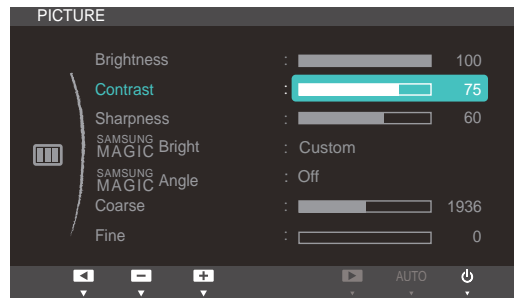 PICTURE
Brightness : 100
Contrast : 75
Sharpness : 60
SAMSUNG MAGIC Bright : Custom
SAMSUNG MAGIC Angle : Off
Coarse : 1936
Fine : 0
AUTO